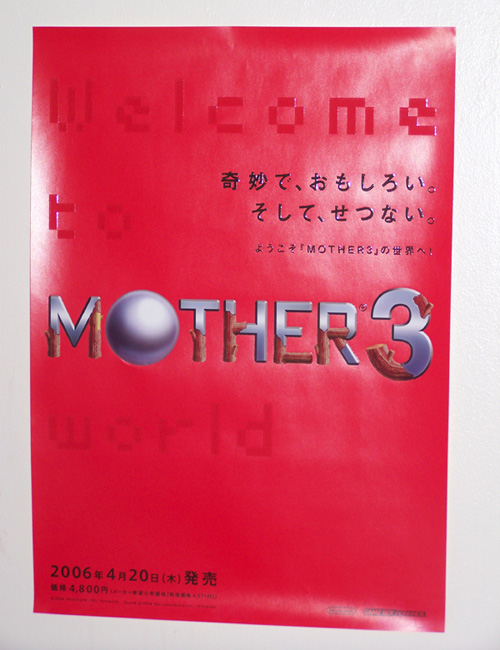 Welcome
奇妙で、おもしろい。
to
そして、せつない。
ようこそ『MOTHER3』の世界へ!
MOTHER 3
world
2006年4月20日(木)発売
価格4,800円